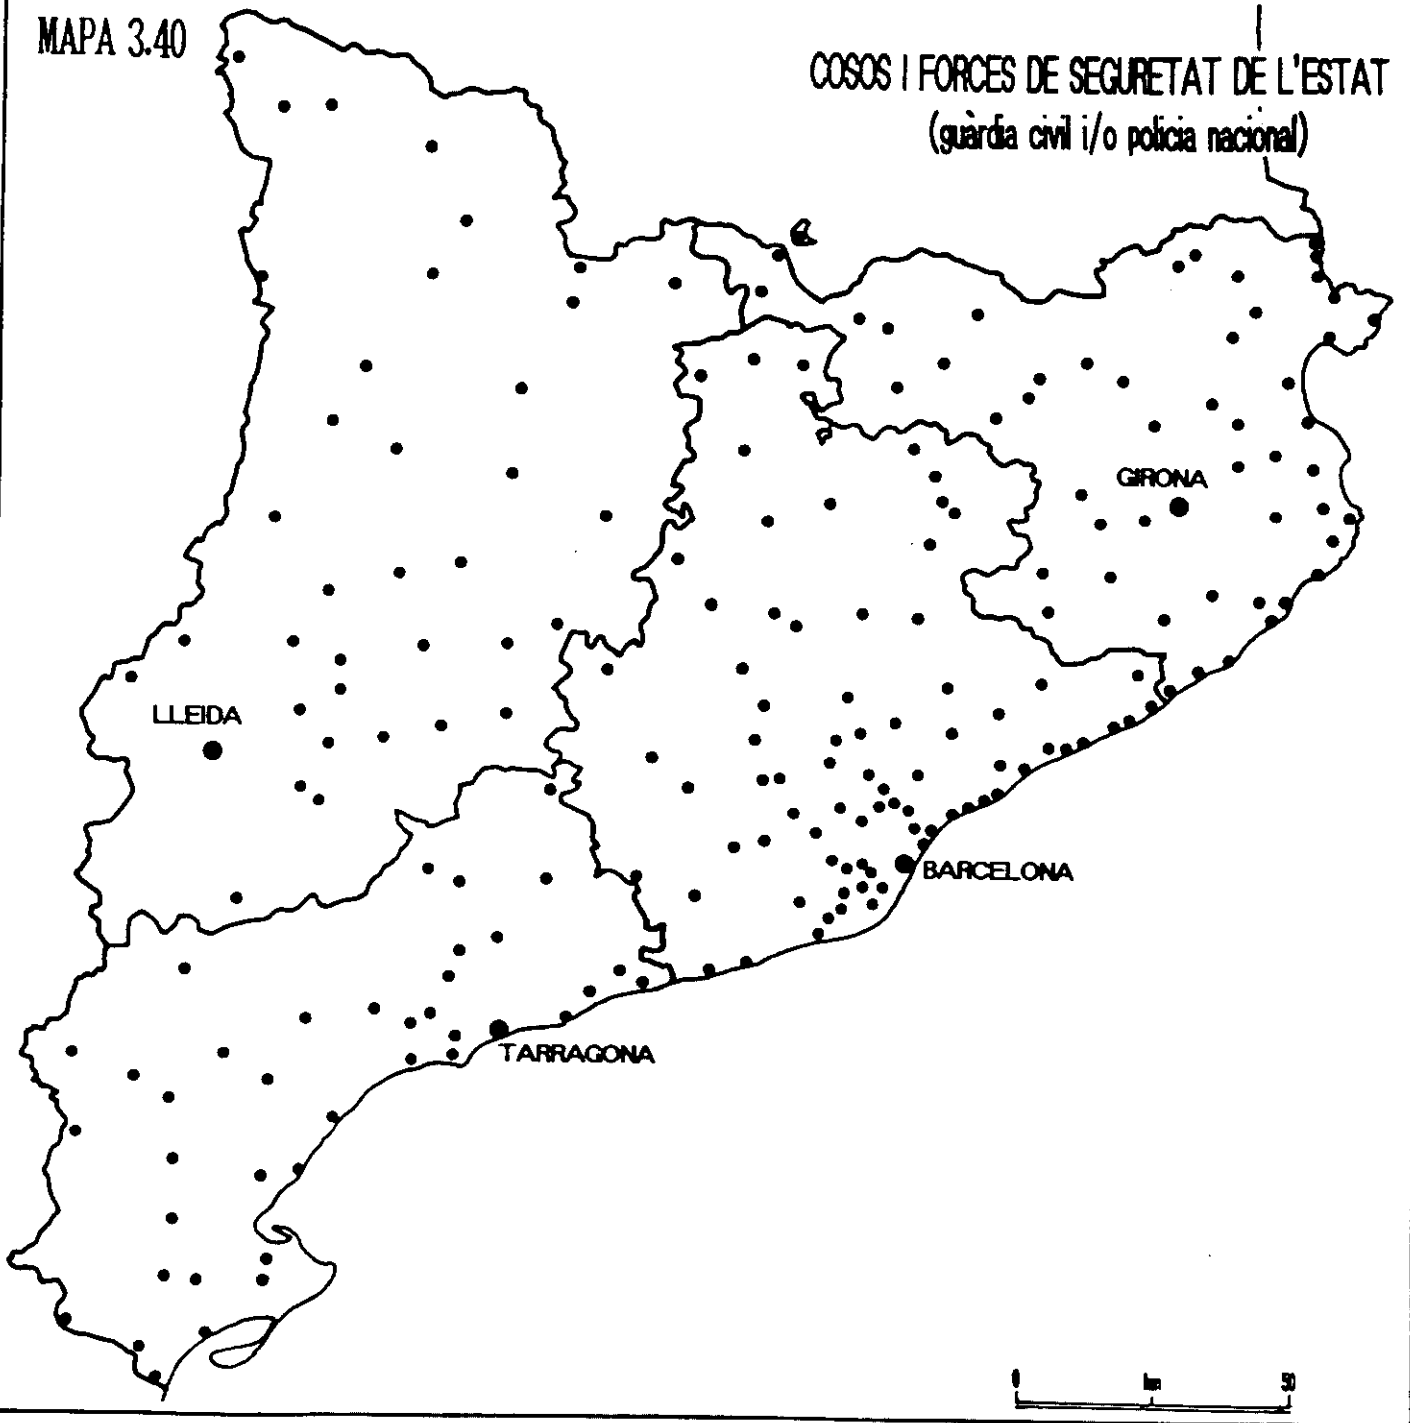 MAPA 3.40
COSOS I FORCES DE SEGURETAT DE L'ESTAT
(guàrdia civil i/o policia nacional)
GIRONA
LLEIDA
BARCELONA
TARRAGONA
0 km 50